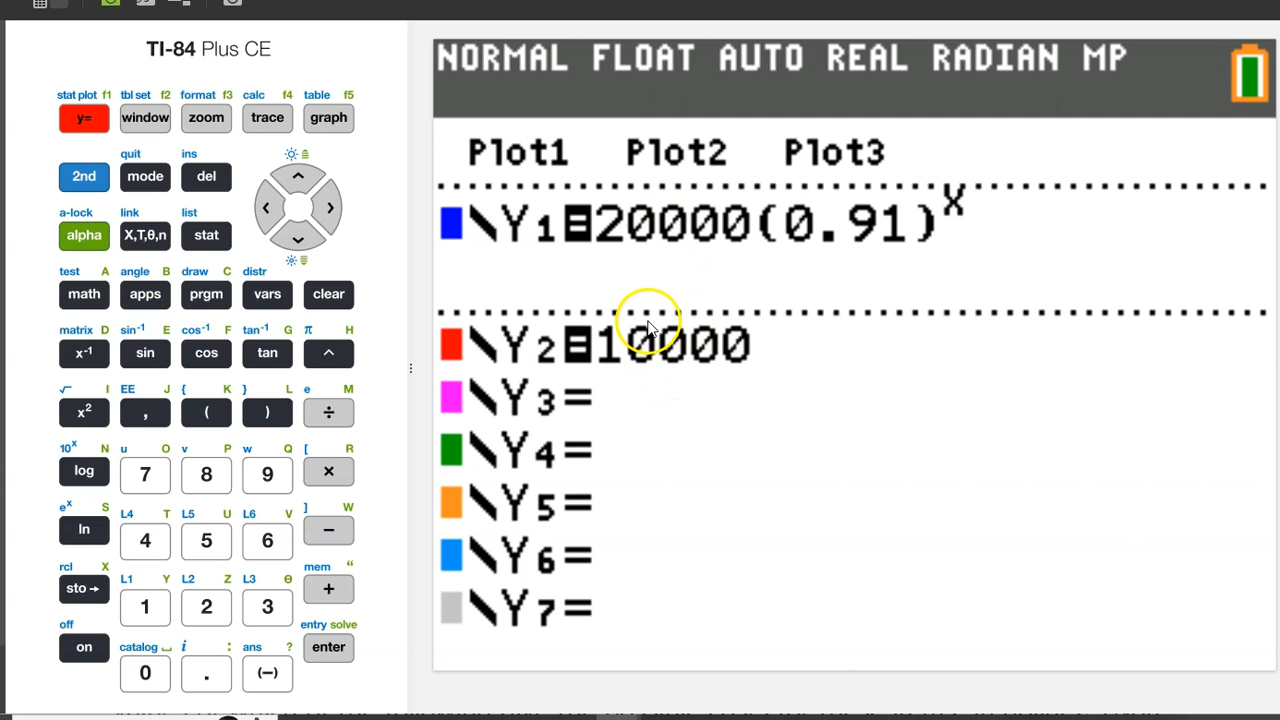 TI-84 Plus CE
NORMAL FLOAT AUTO REAL RADIAN MP
Plot1 Plot2 Plot3
\Y₁=20000(0.91)ˣ
\Y₂=10000
\Y₃=
\Y₄=
\Y₅=
\Y₆=
\Y₇=
stat plot f1 tbl set f2 format f3 calc f4 table f5
y= window zoom trace graph
quit ins
2nd mode del
a-lock link list
alpha X,T,θ,n stat
test A angle B draw C distr
math apps prgm vars clear
matrix D sin⁻¹ E cos⁻¹ F tan⁻¹ G π H
x⁻¹ sin cos tan ^
√ I EE J { K } L e M
x² , ( ) ÷
10ˣ N u O v P w Q [ R
log 7 8 9 ×
eˣ S L4 T L5 U L6 V ] W
ln 4 5 6 −
rcl X L1 Y L2 Z L3 θ mem “
sto→ 1 2 3 +
off catalog ⎵ i : ans ? entry solve
on 0 . (−) enter